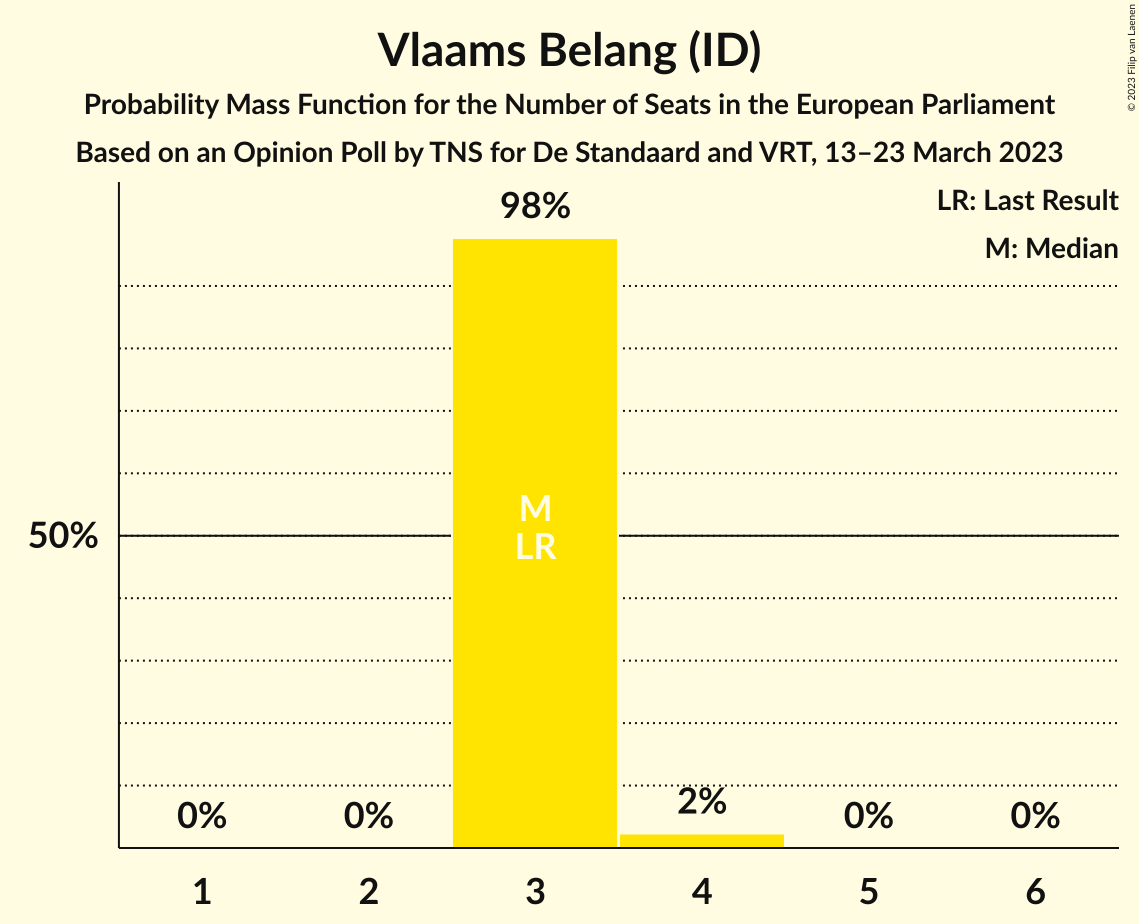 Vlaams Belang (ID)
Probability Mass Function for the Number of Seats in the European Parliament
Based on an Opinion Poll by TNS for De Standaard and VRT, 13–23 March 2023
© 2023 Filip van Laenen
LR: Last Result
M: Median
98%
50%
M
LR
0%
0%
2%
0%
0%
1
2
3
4
5
6